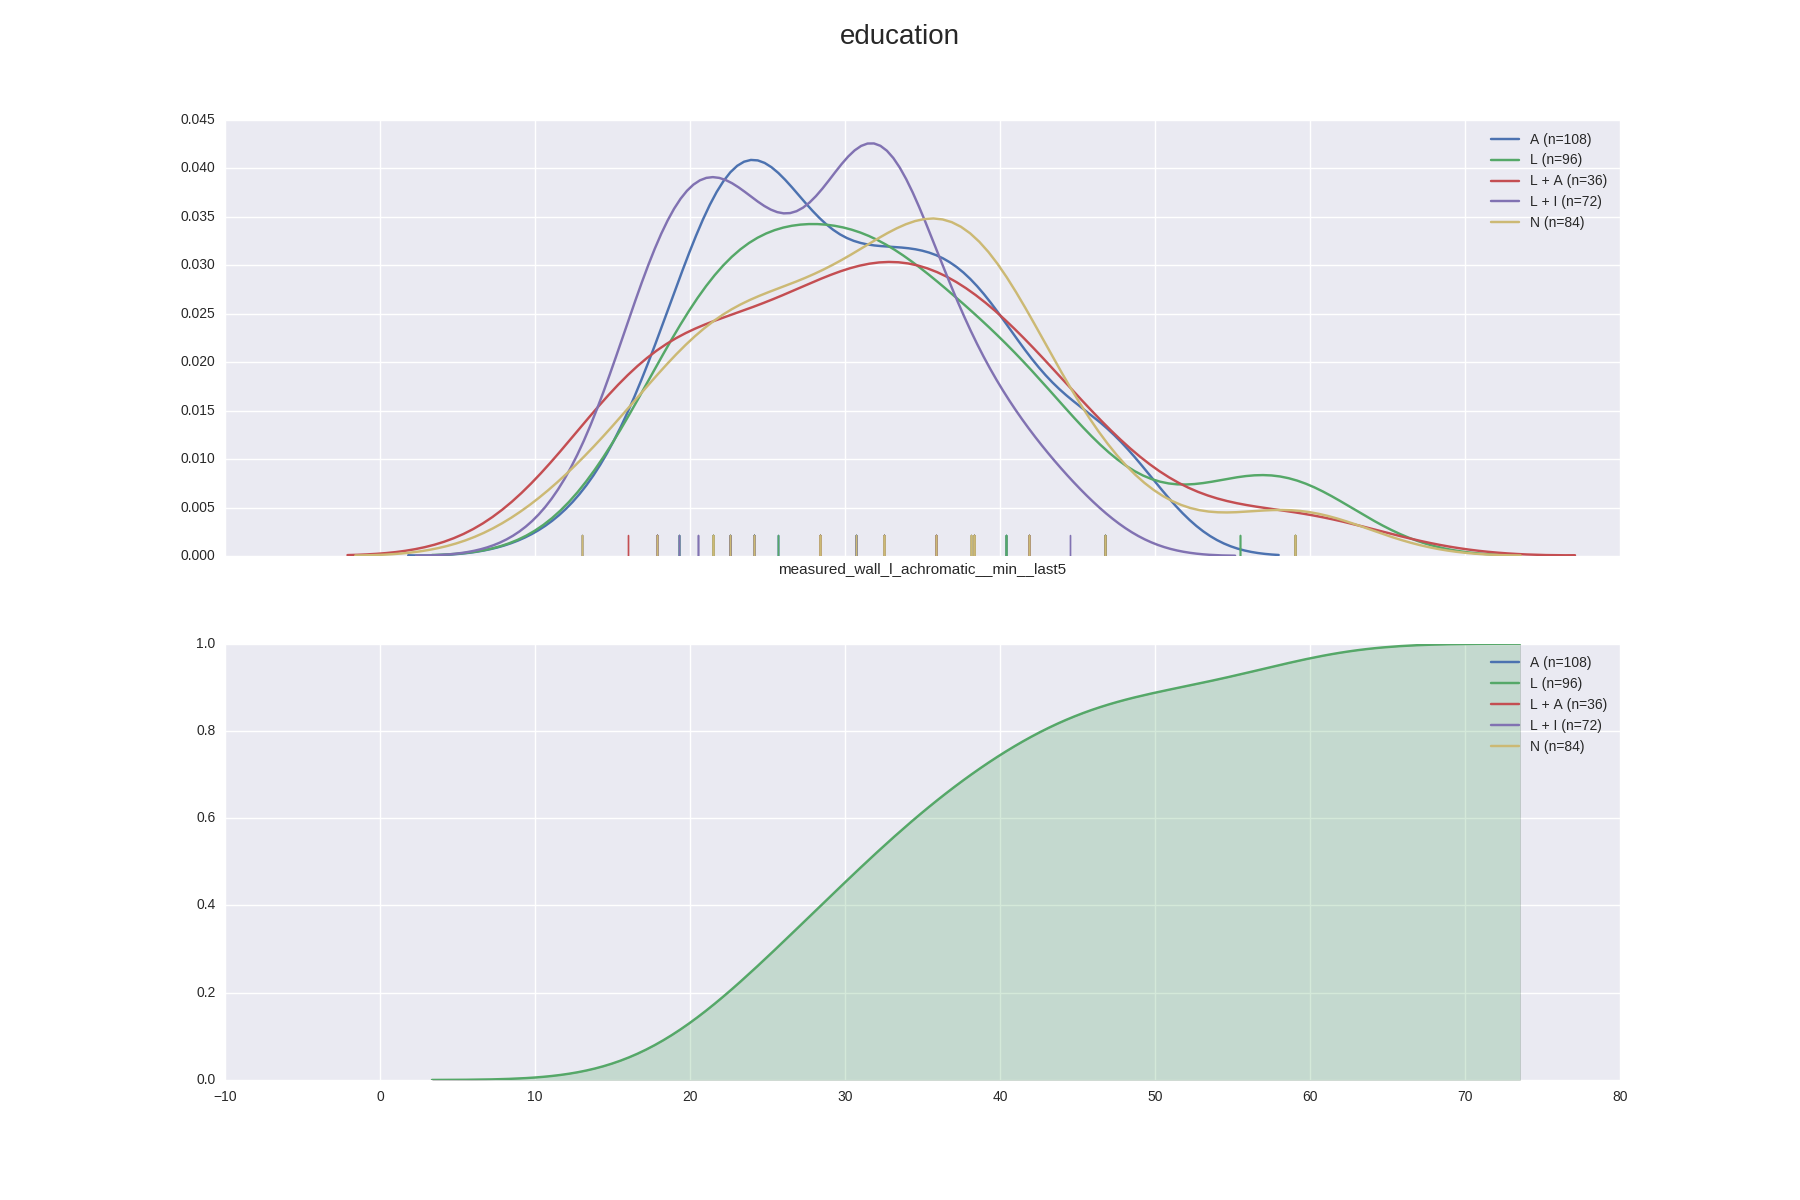 education
0.045
0.040
0.035
0.030
0.025
0.020
0.015
0.010
0.005
0.000
A (n=108)
L (n=96)
L + A (n=36)
L + I (n=72)
N (n=84)
measured_wall_l_achromatic__min__last5
1.0
0.8
0.6
0.4
0.2
0.0
A (n=108)
L (n=96)
L + A (n=36)
L + I (n=72)
N (n=84)
−10 0 10 20 30 40 50 60 70 80